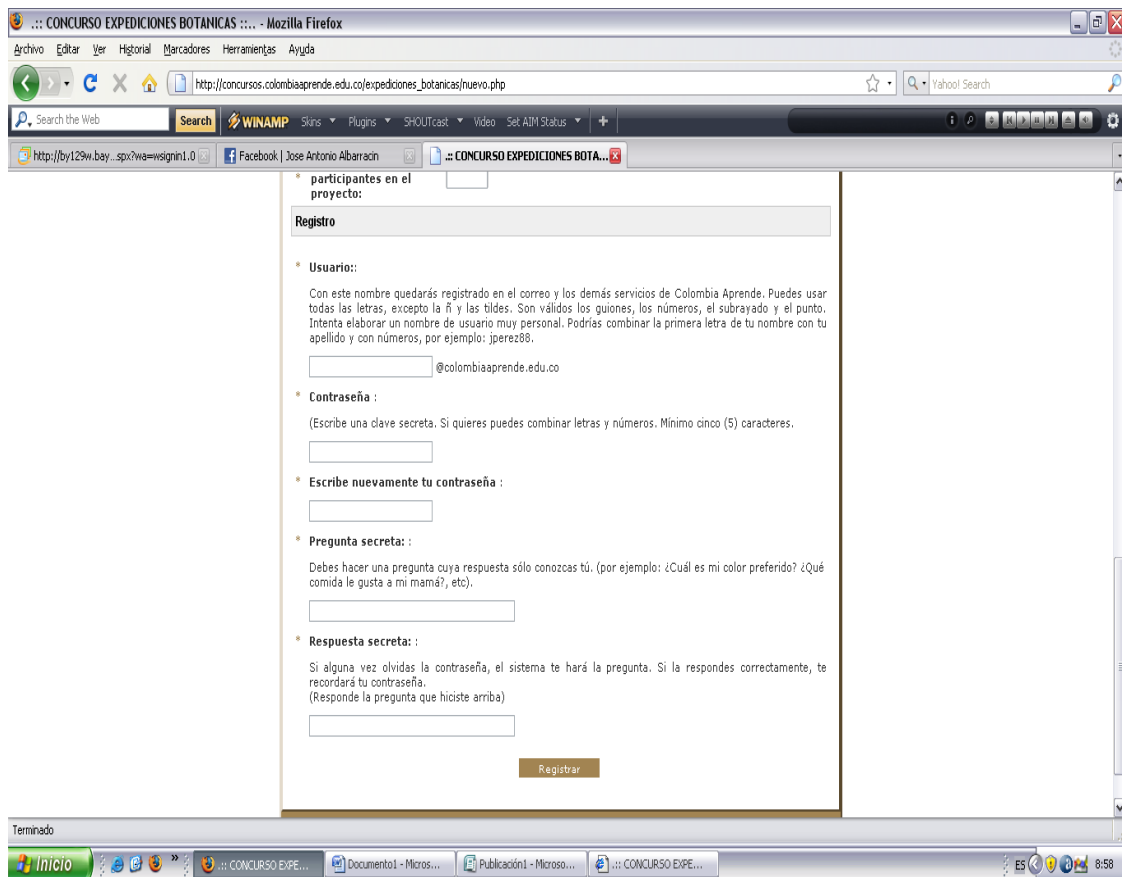 .:: CONCURSO EXPEDICIONES BOTANICAS ::.. - Mozilla Firefox
Archivo Editar Ver Historial Marcadores Herramientas Ayuda
http://concursos.colombiaaprende.edu.co/expediciones_botanicas/nuevo.php
Yahoo! Search
Search the Web
Search
WINAMP Skins Plugins SHOUTcast Video Set AIM Status +
http://by129w.bay...spx?wa=wsignin1.0
Facebook | Jose Antonio Albarracin
.:: CONCURSO EXPEDICIONES BOTA...
* participantes en el
proyecto:
Registro
* Usuario::
Con este nombre quedarás registrado en el correo y los demás servicios de Colombia Aprende. Puedes usar
todas las letras, excepto la ñ y las tildes. Son válidos los guiones, los números, el subrayado y el punto.
Intenta elaborar un nombre de usuario muy personal. Podrías combinar la primera letra de tu nombre con tu
apellido y con números, por ejemplo: jperez88.
@colombiaaprende.edu.co
* Contraseña :
(Escribe una clave secreta. Si quieres puedes combinar letras y números. Mínimo cinco (5) caracteres.
* Escribe nuevamente tu contraseña :
* Pregunta secreta: :
Debes hacer una pregunta cuya respuesta sólo conozcas tú. (por ejemplo: ¿Cuál es mi color preferido? ¿Qué
comida le gusta a mi mamá?, etc).
* Respuesta secreta: :
Si alguna vez olvidas la contraseña, el sistema te hará la pregunta. Si la respondes correctamente, te
recordará tu contraseña.
(Responde la pregunta que hiciste arriba)
Registrar
Terminado
Inicio
»
.:: CONCURSO EXPE...
Documento1 - Micros...
Publicación1 - Microso...
.:: CONCURSO EXPE...
ES
8:58